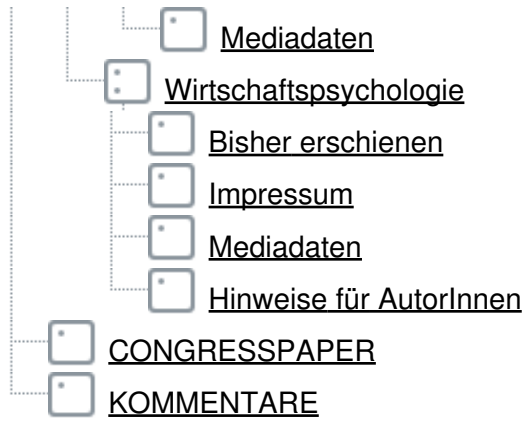 Mediadaten
Wirtschaftspsychologie
Bisher erschienen
Impressum
Mediadaten
Hinweise für AutorInnen
CONGRESSPAPER
KOMMENTARE